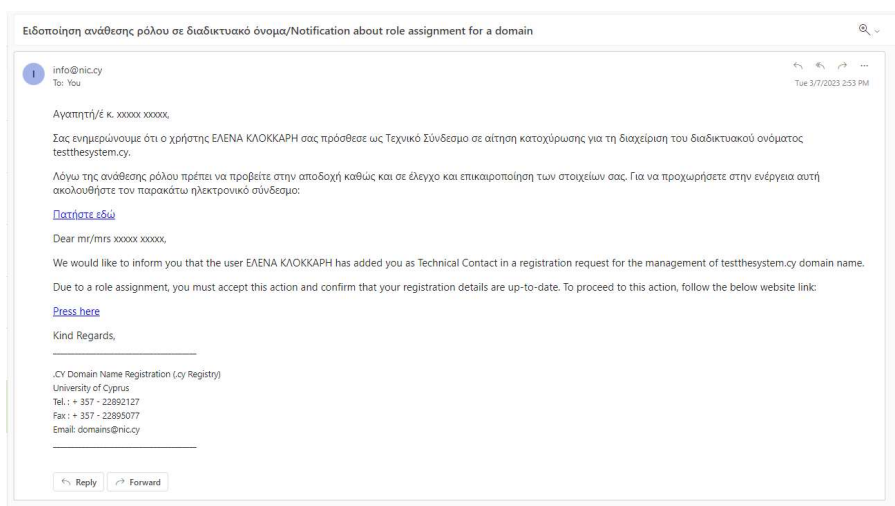 Ειδοποίηση ανάθεσης ρόλου σε διαδικτυακό όνομα/Notification about role assignment for a domain
I
info@nic.cy
To: You
Tue 3/7/2023 2:53 PM
Αγαπητή/έ κ. xxxxx xxxxx,
Σας ενημερώνουμε ότι ο χρήστης ΕΛΕΝΑ ΚΛΟΚΚΑΡΗ σας πρόσθεσε ως Τεχνικό Σύνδεσμο σε αίτηση κατοχύρωσης για τη διαχείριση του διαδικτυακού ονόματος
testthesystem.cy.
Λόγω της ανάθεσης ρόλου πρέπει να προβείτε στην αποδοχή καθώς και σε έλεγχο και επικαιροποίηση των στοιχείων σας. Για να προχωρήσετε στην ενέργεια αυτή
ακολουθήστε τον παρακάτω ηλεκτρονικό σύνδεσμο:
Πατήστε εδώ
Dear mr/mrs xxxxx xxxxx,
We would like to inform you that the user ΕΛΕΝΑ ΚΛΟΚΚΑΡΗ has added you as Technical Contact in a registration request for the management of testthesystem.cy domain name.
Due to a role assignment, you must accept this action and confirm that your registration details are up-to-date. To proceed to this action, follow the below website link:
Press here
Kind Regards,
.CY Domain Name Registration (.cy Registry)
University of Cyprus
Tel. : + 357 - 22892127
Fax : + 357 - 22895077
Email: domains@nic.cy
Reply
Forward